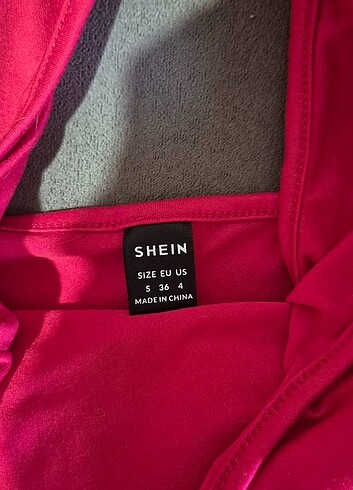 SHEIN
SIZE EU US
S 36 4
MADE IN CHINA